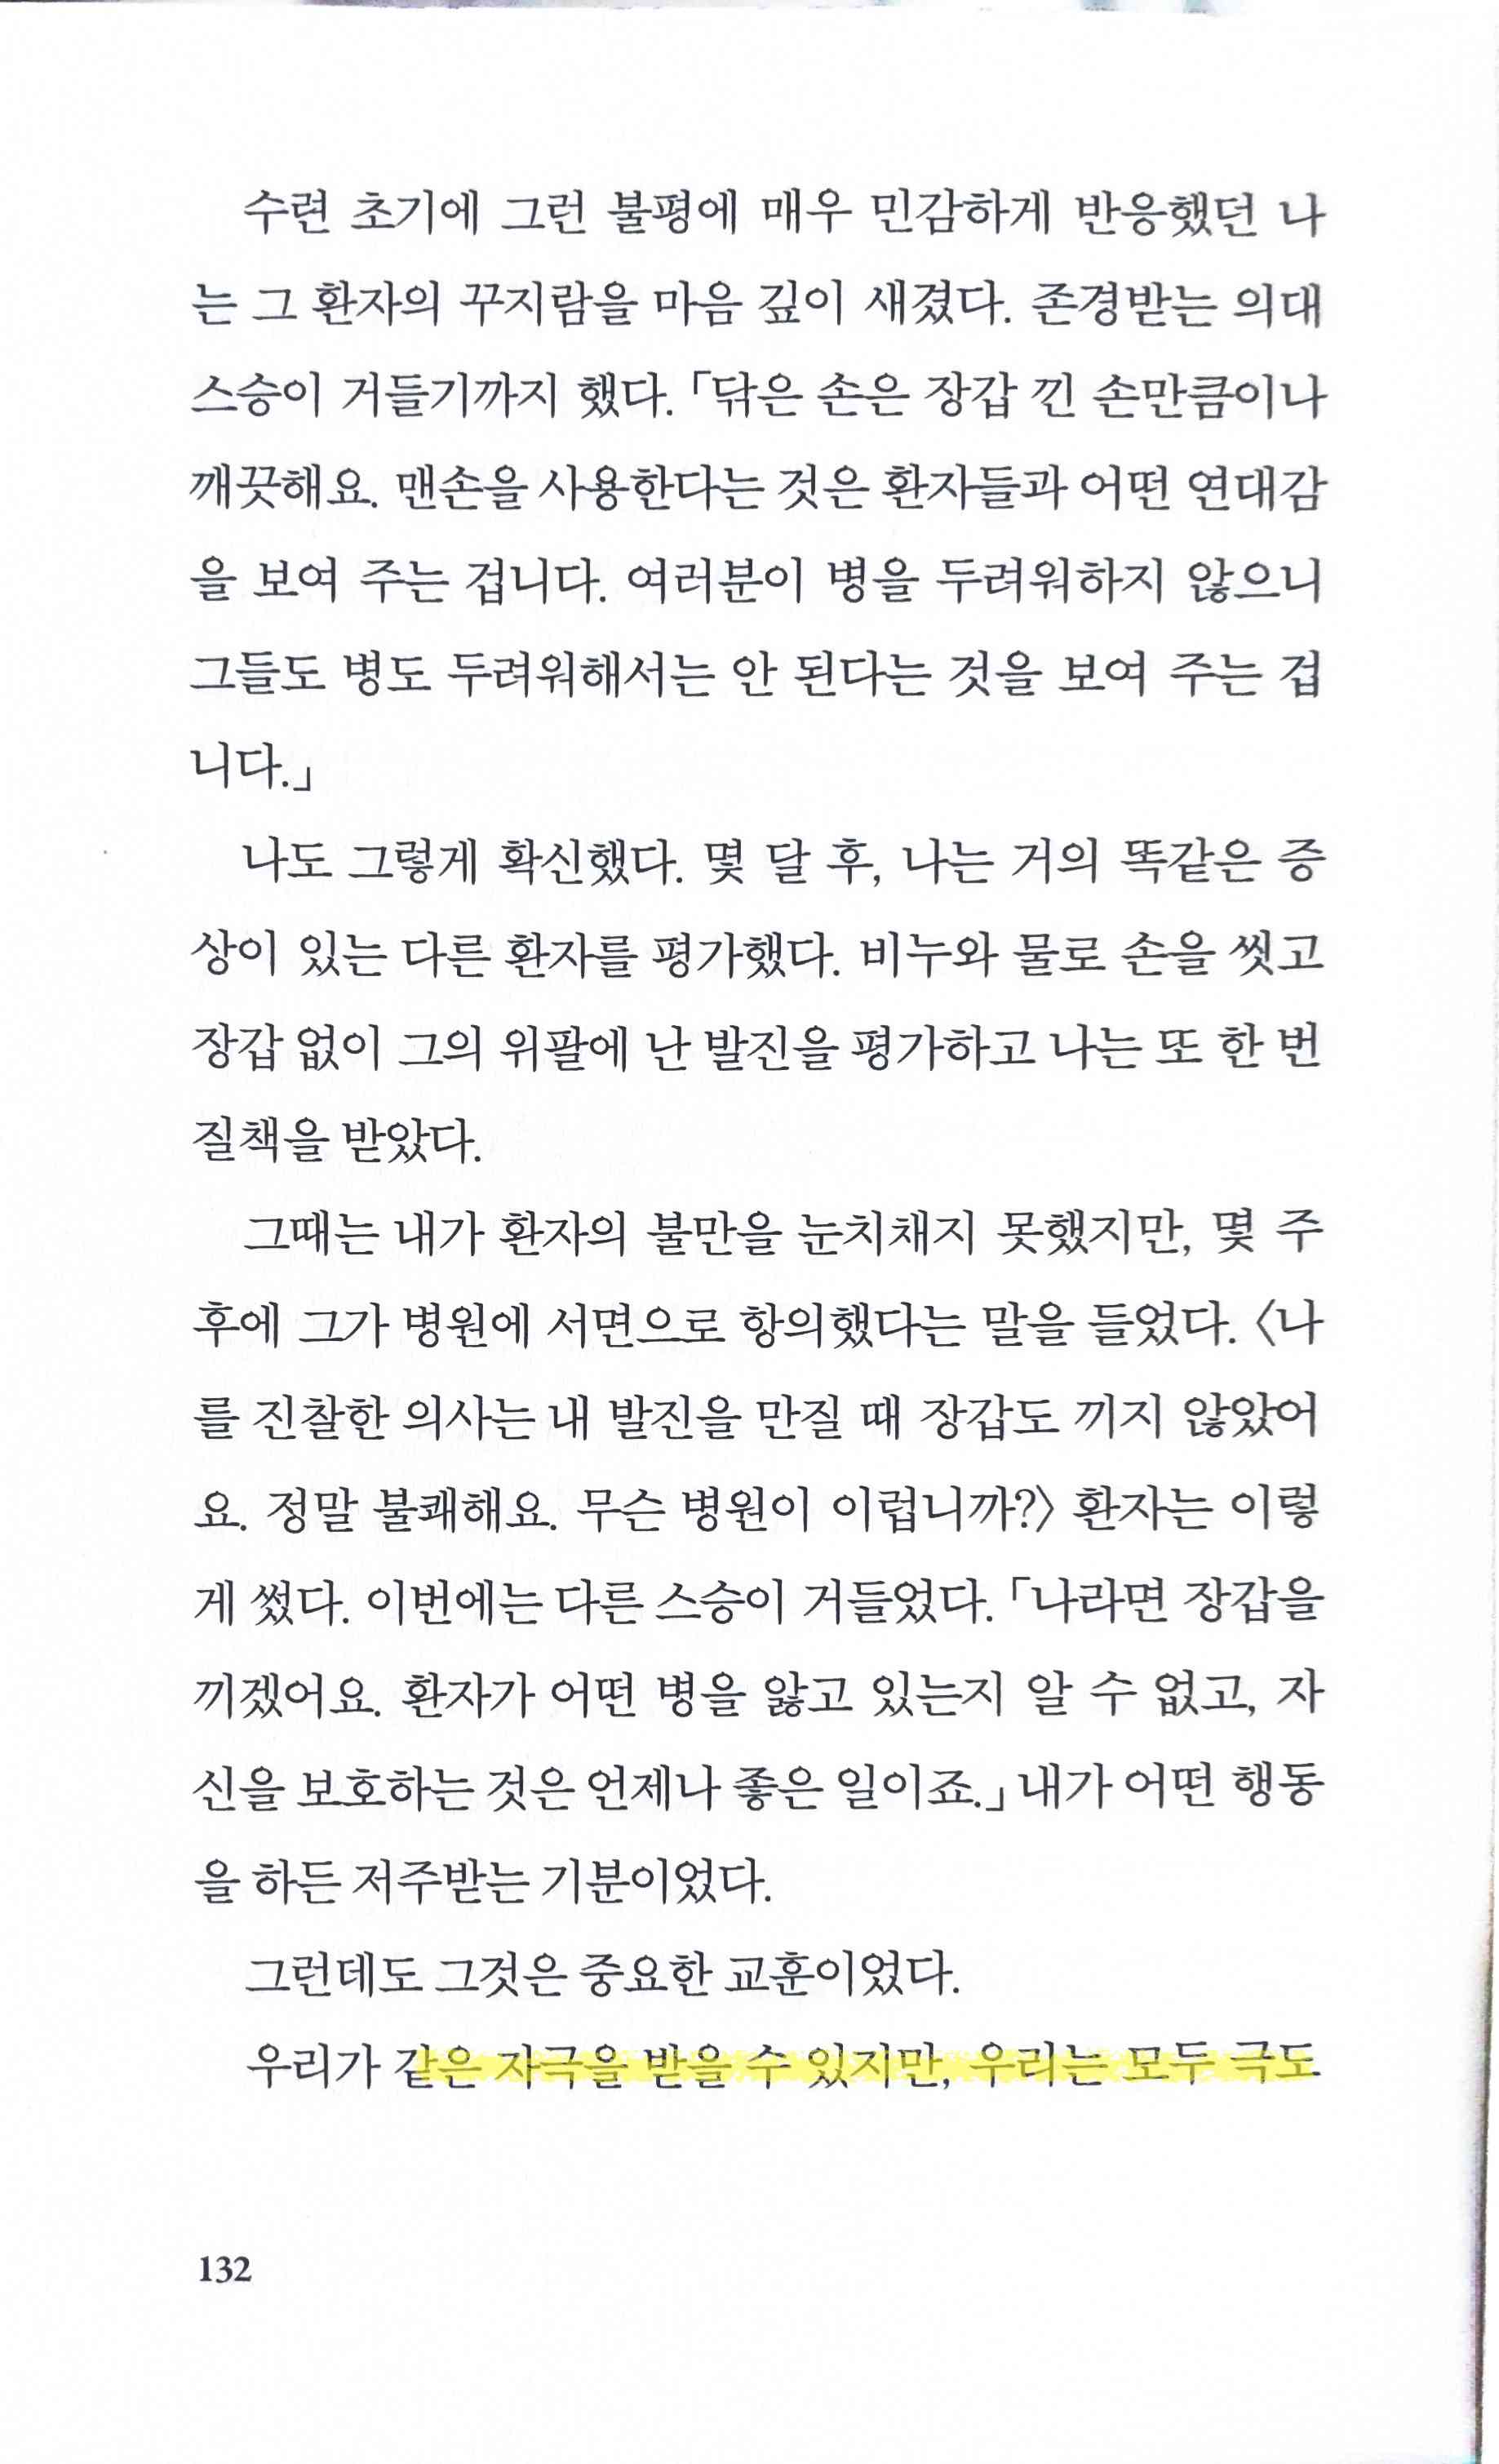 수련 초기에 그런 불평에 매우 민감하게 반응했던 나
는 그 환자의 꾸지람을 마음 깊이 새겼다. 존경받는 의대
스승이 거들기까지 했다. 「닦은 손은 장갑 낀 손만큼이나
깨끗해요. 맨손을 사용한다는 것은 환자들과 어떤 연대감
을 보여 주는 겁니다. 여러분이 병을 두려워하지 않으니
그들도 병도 두려워해서는 안 된다는 것을 보여 주는 겁
니다.」
나도 그렇게 확신했다. 몇 달 후, 나는 거의 똑같은 증
상이 있는 다른 환자를 평가했다. 비누와 물로 손을 씻고
장갑 없이 그의 위팔에 난 발진을 평가하고 나는 또 한 번
질책을 받았다.
그때는 내가 환자의 불만을 눈치채지 못했지만, 몇 주
후에 그가 병원에 서면으로 항의했다는 말을 들었다. 〈나
를 진찰한 의사는 내 발진을 만질 때 장갑도 끼지 않았어
요. 정말 불쾌해요. 무슨 병원이 이럽니까?〉 환자는 이렇
게 썼다. 이번에는 다른 스승이 거들었다. 「나라면 장갑을
끼겠어요. 환자가 어떤 병을 앓고 있는지 알 수 없고, 자
신을 보호하는 것은 언제나 좋은 일이죠.」 내가 어떤 행동
을 하든 저주받는 기분이었다.
그런데도 그것은 중요한 교훈이었다.
우리가 같은 자극을 받을 수 있지만, 우리는 모두 극도
132